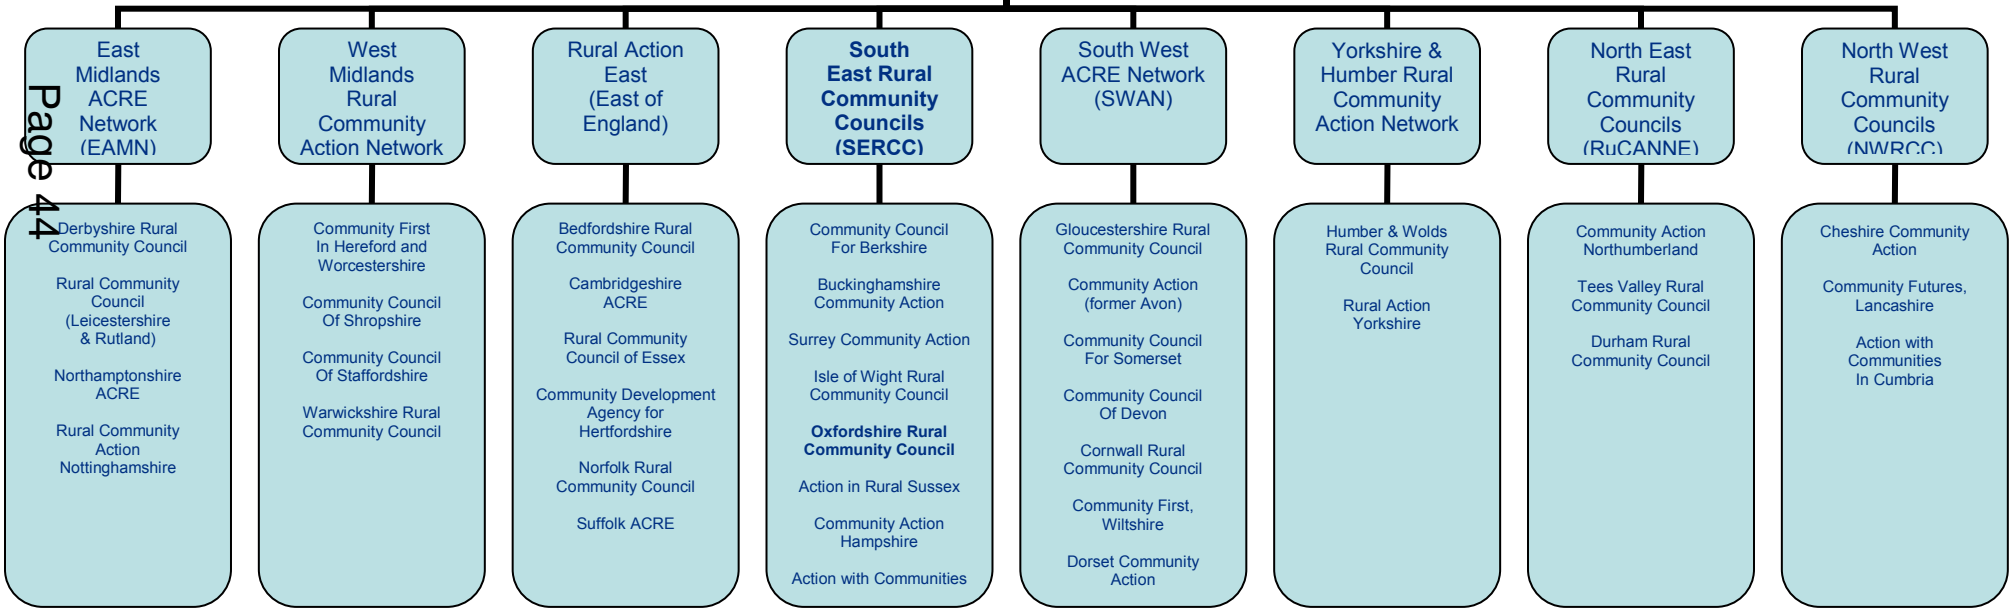 East
Midlands
ACRE
Network
(EAMN)
West
Midlands
Rural
Community
Action Network
Rural Action
East
(East of
England)
South
East Rural
Community
Councils
(SERCC)
South West
ACRE Network
(SWAN)
Yorkshire &
Humber Rural
Community
Action Network
North East
Rural
Community
Councils
(RuCANNE)
North West
Rural
Community
Councils
(NWRCC)
Page 44
Derbyshire Rural
Community Council
Rural Community
Council
(Leicestershire
& Rutland)
Northamptonshire
ACRE
Rural Community
Action
Nottinghamshire
Community First
In Hereford and
Worcestershire
Community Council
Of Shropshire
Community Council
Of Staffordshire
Warwickshire Rural
Community Council
Bedfordshire Rural
Community Council
Cambridgeshire
ACRE
Rural Community
Council of Essex
Community Development
Agency for
Hertfordshire
Norfolk Rural
Community Council
Suffolk ACRE
Community Council
For Berkshire
Buckinghamshire
Community Action
Surrey Community Action
Isle of Wight Rural
Community Council
Oxfordshire Rural
Community Council
Action in Rural Sussex
Community Action
Hampshire
Action with Communities
Gloucestershire Rural
Community Council
Community Action
(former Avon)
Community Council
For Somerset
Community Council
Of Devon
Cornwall Rural
Community Council
Community First,
Wiltshire
Dorset Community
Action
Humber & Wolds
Rural Community
Council
Rural Action
Yorkshire
Community Action
Northumberland
Tees Valley Rural
Community Council
Durham Rural
Community Council
Cheshire Community
Action
Community Futures,
Lancashire
Action with
Communities
In Cumbria